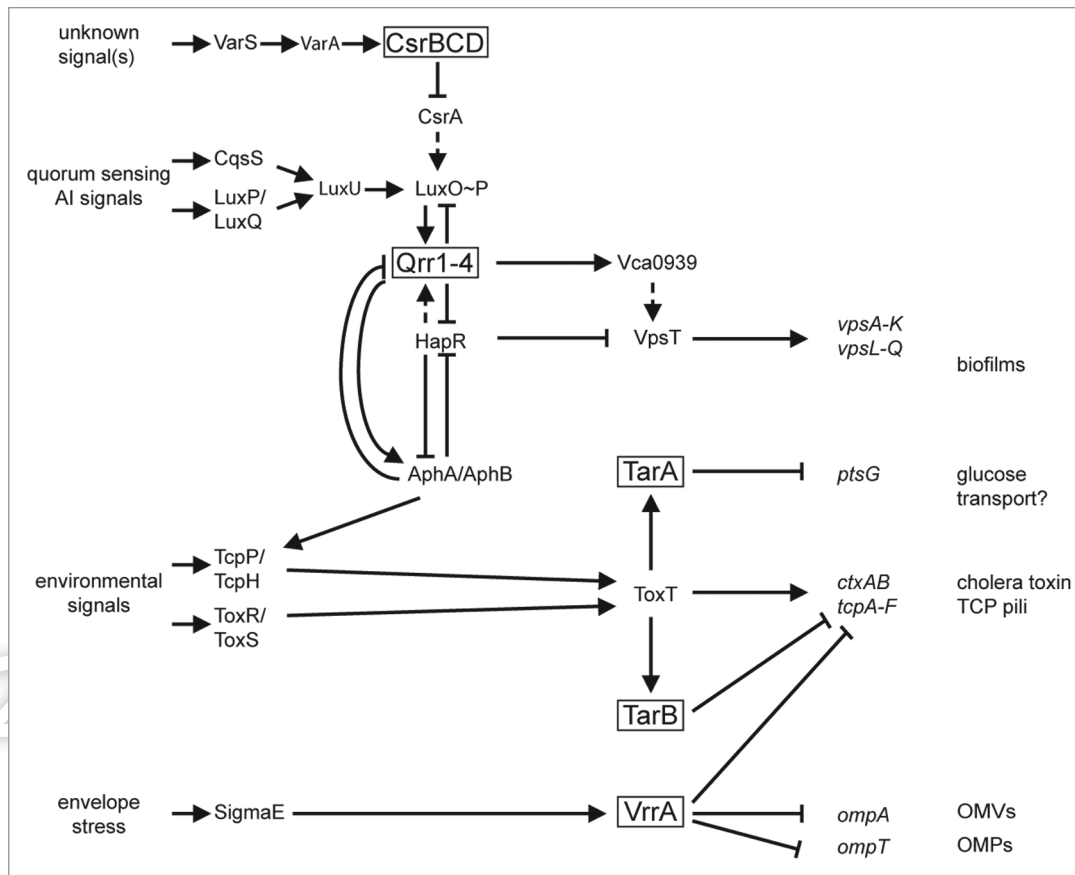 unknown
signal(s)
VarS
VarA
CsrBCD
CsrA
quorum sensing
AI signals
CqsS
LuxP/
LuxQ
LuxU
LuxO~P
Qrr1-4
Vca0939
HapR
VpsT
vpsA-K
vpsL-Q
biofilms
AphA/AphB
TarA
ptsG
glucose
transport?
environmental
signals
TcpP/
TcpH
ToxR/
ToxS
ToxT
ctxAB
tcpA-F
cholera toxin
TCP pili
TarB
envelope
stress
SigmaE
VrrA
ompA
OMVs
ompT
OMPs